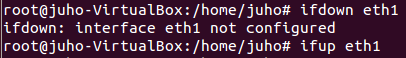 root@juho-VirtualBox:/home/juho# ifdown eth1
ifdown: interface eth1 not configured
root@juho-VirtualBox:/home/juho# ifup eth1